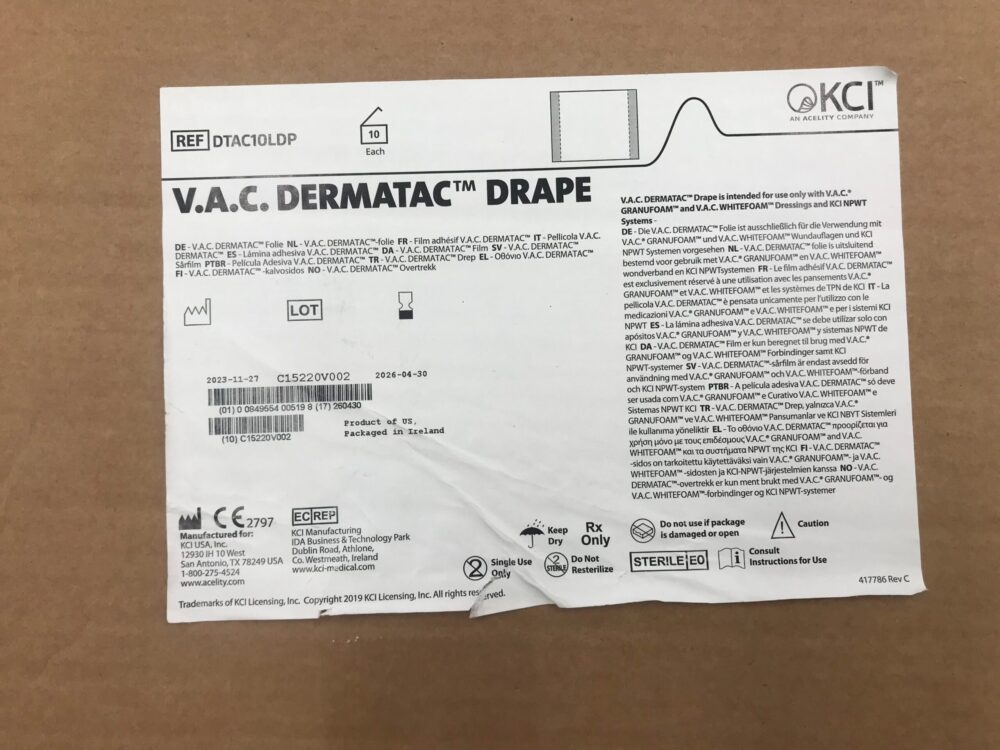 REF DTAC10LDP
10
Each
KCI™
AN ACELITY COMPANY
V.A.C. DERMATAC™ DRAPE
DE - V.A.C. DERMATAC™ Folie NL - V.A.C. DERMATAC™-folie FR - Film adhésif V.A.C. DERMATAC™ IT - Pellicola V.A.C.
DERMATAC™ ES - Lámina adhesiva V.A.C. DERMATAC™ DA - V.A.C. DERMATAC™ Film SV - V.A.C. DERMATAC™
Sårfilm PTBR - Película Adesiva V.A.C. DERMATAC™ TR - V.A.C. DERMATAC™ Drep EL - Οθόνιο V.A.C. DERMATAC™
FI - V.A.C. DERMATAC™ -kalvosidos NO - V.A.C. DERMATAC™ Overtrekk
LOT
2023-11-27 C15220V002 2026-04-30
(01) 0 0849554 00519 8 (17) 260430
(10) C15220V002
Product of US,
Packaged in Ireland
V.A.C. DERMATAC™ Drape is intended for use only with V.A.C.®
GRANUFOAM™ and V.A.C. WHITEFOAM™ Dressings and KCI NPWT
Systems -
DE - Die V.A.C. DERMATAC™ Folie ist ausschließlich für die Verwendung mit
V.A.C.® GRANUFOAM™ und V.A.C. WHITEFOAM™ Wundauflagen und KCI
NPWT Systemen vorgesehen NL - V.A.C. DERMATAC™ folie is uitsluitend
bestemd voor gebruik met V.A.C.® GRANUFOAM™ en V.A.C. WHITEFOAM™
wondverband en KCI NPWTsystemen FR - Le film adhésif V.A.C. DERMATAC™
est exclusivement réservé à une utilisation avec les pansements V.A.C.®
GRANUFOAM™ et V.A.C. WHITEFOAM™ et les systèmes de TPN de KCI IT - La
pellicola V.A.C. DERMATAC™ è pensata unicamente per l'utilizzo con le
medicazioni V.A.C.® GRANUFOAM™ e V.A.C. WHITEFOAM™ e per i sistemi KCI
NPWT ES - La lámina adhesiva V.A.C. DERMATAC™ se debe utilizar solo con
apósitos V.A.C.® GRANUFOAM™ y V.A.C. WHITEFOAM™ y sistemas NPWT de
KCI DA - V.A.C. DERMATAC™ Film er kun beregnet til brug med V.A.C.®
GRANUFOAM™ og V.A.C. WHITEFOAM™ Forbindinger samt KCI
NPWT-systemer SV - V.A.C. DERMATAC™-sårfilm är endast avsedd för
användning med V.A.C.® GRANUFOAM™ och V.A.C. WHITEFOAM™-förband
och KCI NPWT-system PTBR - A película adesiva V.A.C. DERMATAC™ só deve
ser usada com V.A.C.® GRANUFOAM™ e Curativo V.A.C. WHITEFOAM™ e
Sistemas NPWT KCI TR - V.A.C. DERMATAC™ Drep, yalnızca V.A.C.®
GRANUFOAM™ ve V.A.C. WHITEFOAM™ Pansumanlar ve KCI NBYT Sistemleri
ile kullanıma yöneliktir EL - Το οθόνιο V.A.C. DERMATAC™ προορίζεται για
χρήση μόνο με τους επιδέσμους V.A.C.® GRANUFOAM™ and V.A.C.
WHITEFOAM™ και τα συστήματα NPWT της KCI FI - V.A.C. DERMATAC™
-sidos on tarkoitettu käytettäväksi vain V.A.C.® GRANUFOAM™- ja V.A.C.
WHITEFOAM™ -sidosten ja KCI-NPWT-järjestelmien kanssa NO - V.A.C.
DERMATAC™-overtrekk er kun ment brukt med V.A.C.® GRANUFOAM™- og
V.A.C. WHITEFOAM™-forbindinger og KCI NPWT-systemer
CE 2797
Manufactured for:
KCI USA, Inc.
12930 IH 10 West
San Antonio, TX 78249 USA
1-800-275-4524
www.acelity.com
EC REP
KCI Manufacturing
IDA Business & Technology Park
Dublin Road, Athlone,
Co. Westmeath, Ireland
www.kci-medical.com
Keep
Dry
Rx
Only
Do not use if package
is damaged or open
Caution
2
Single Use
Only
STERILE
Do Not
Resterilize
STERILE EO
Consult
Instructions for Use
Trademarks of KCI Licensing, Inc. Copyright 2019 KCI Licensing, Inc. All rights reserved.
417786 Rev C